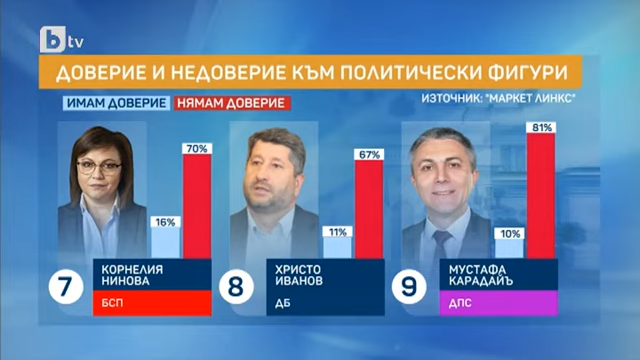 btv
ДОВЕРИЕ И НЕДОВЕРИЕ КЪМ ПОЛИТИЧЕСКИ ФИГУРИ
ИМАМ ДОВЕРИЕ НЯМАМ ДОВЕРИЕ ИЗТОЧНИК: "МАРКЕТ ЛИНКС"
16% 70%
7 КОРНЕЛИЯ
НИНОВА
БСП
11% 67%
8 ХРИСТО
ИВАНОВ
ДБ
10% 81%
9 МУСТАФА
КАРАДАЙЪ
ДПС